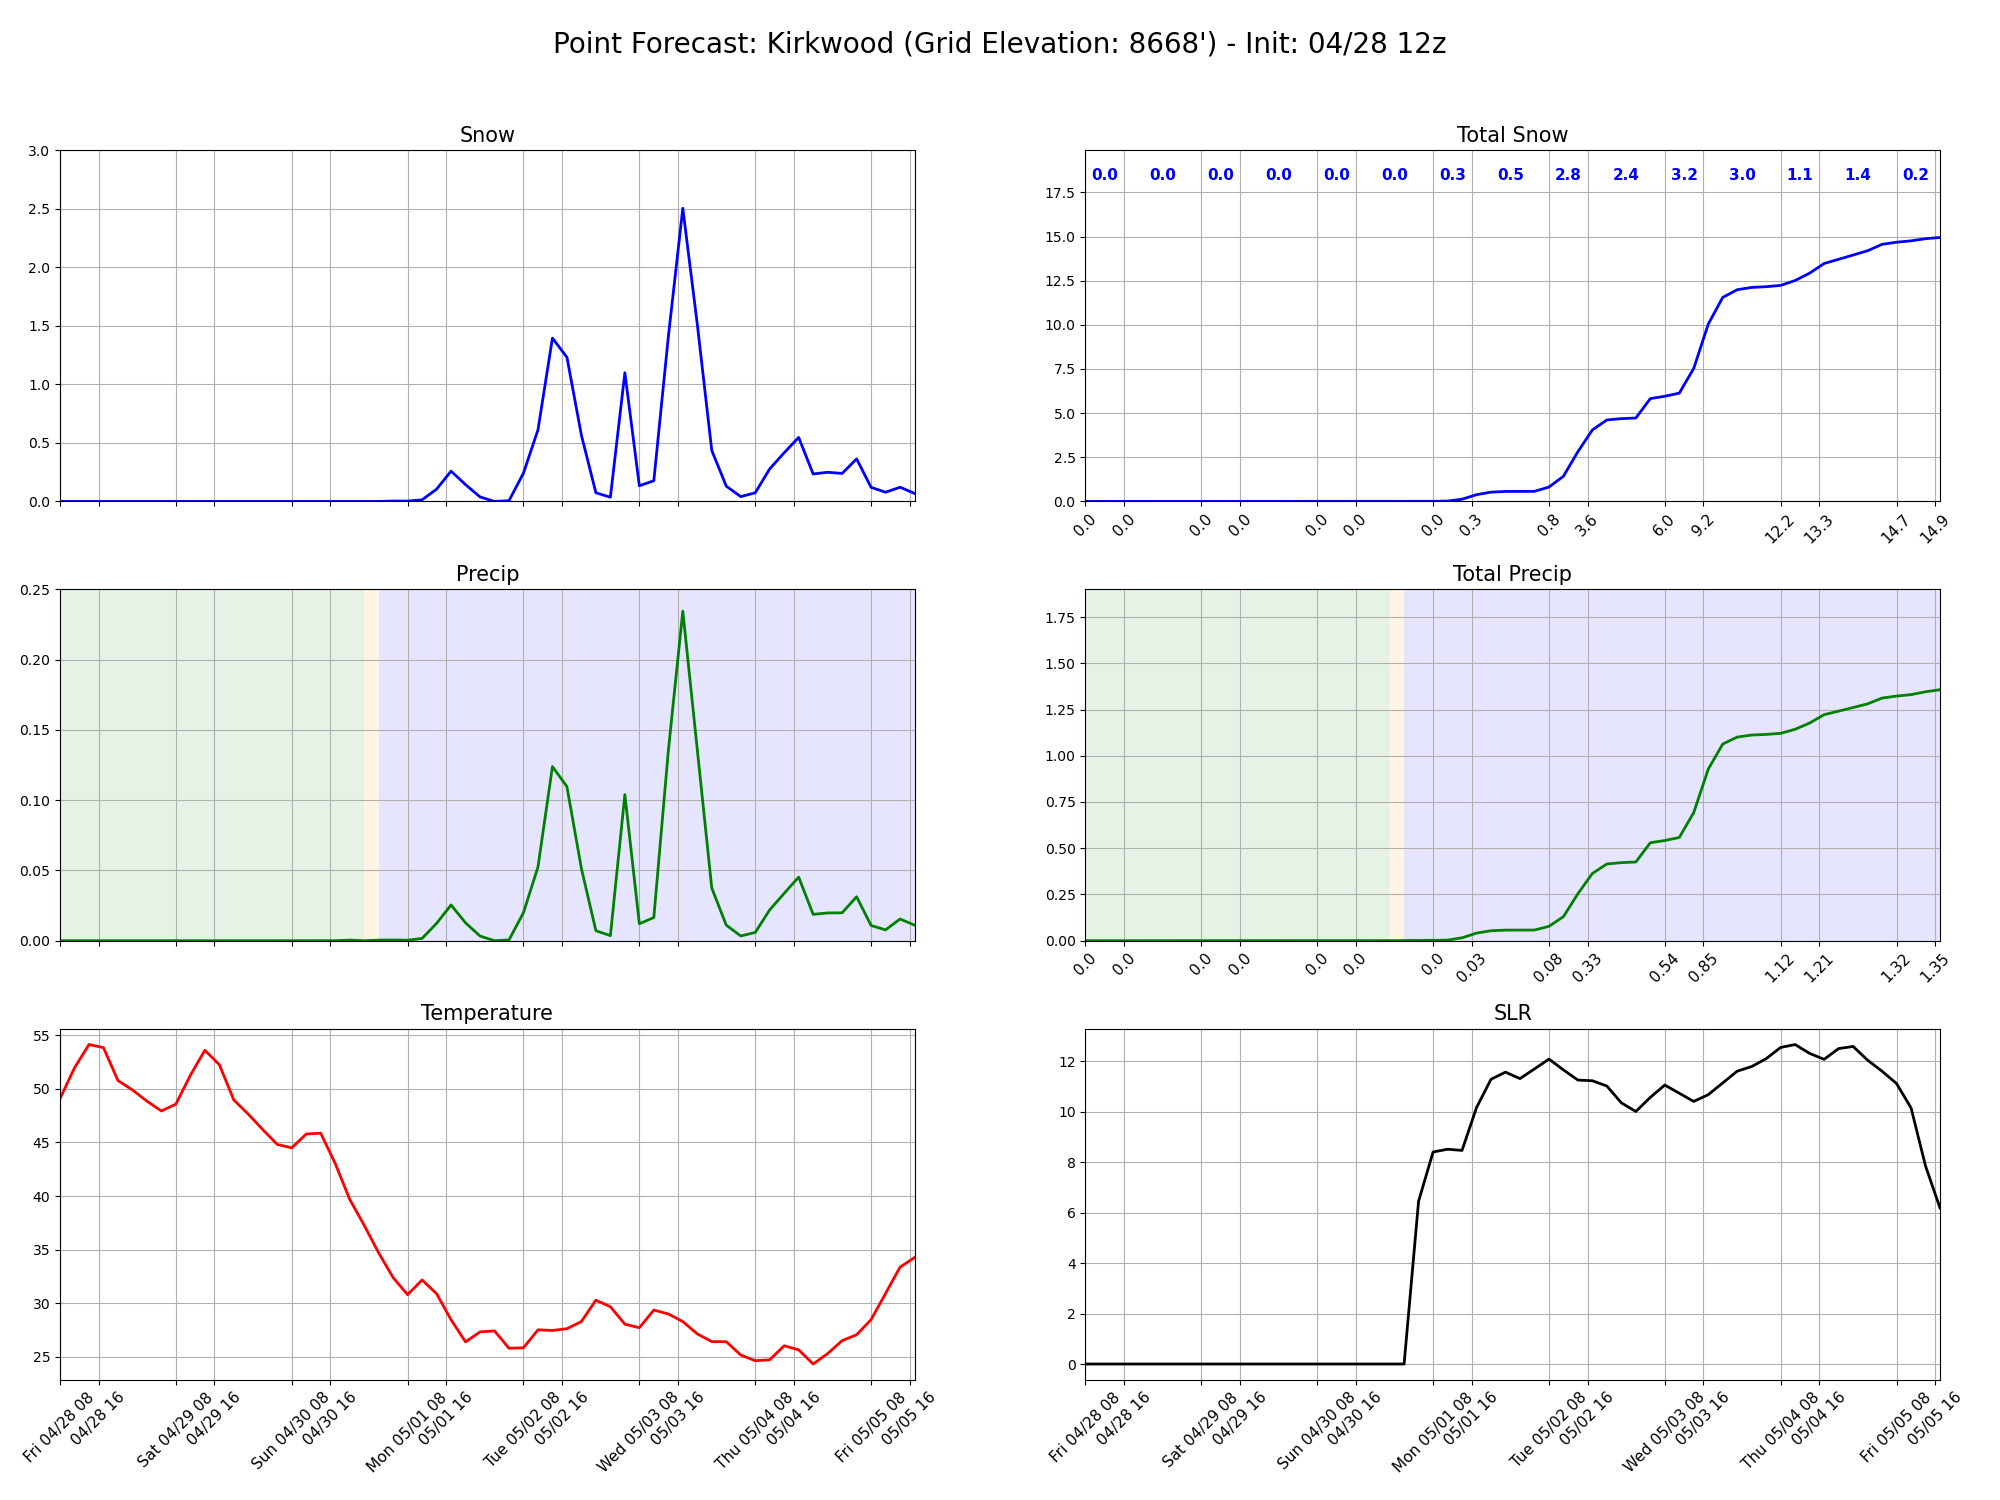 Point Forecast: Kirkwood (Grid Elevation: 8668') - Init: 04/28 12z
Snow
3.0
2.5
2.0
1.5
1.0
0.5
0.0
Total Snow
0.0 0.0 0.0 0.0 0.0 0.0 0.3 0.5 2.8 2.4 3.2 3.0 1.1 1.4 0.2
17.5
15.0
12.5
10.0
7.5
5.0
2.5
0.0
0.0 0.0 0.0 0.0 0.0 0.0 0.0 0.3 0.8 3.6 6.0 9.2 12.2 13.3 14.7 14.9
Precip
0.25
0.20
0.15
0.10
0.05
0.00
Total Precip
1.75
1.50
1.25
1.00
0.75
0.50
0.25
0.00
0.0 0.0 0.0 0.0 0.0 0.0 0.0 0.03 0.08 0.33 0.54 0.85 1.12 1.21 1.32 1.35
Temperature
55
50
45
40
35
30
25
Fri 04/28 08
04/28 16
Sat 04/29 08
04/29 16
Sun 04/30 08
04/30 16
Mon 05/01 08
05/01 16
Tue 05/02 08
05/02 16
Wed 05/03 08
05/03 16
Thu 05/04 08
05/04 16
Fri 05/05 08
05/05 16
SLR
12
10
8
6
4
2
0
Fri 04/28 08
04/28 16
Sat 04/29 08
04/29 16
Sun 04/30 08
04/30 16
Mon 05/01 08
05/01 16
Tue 05/02 08
05/02 16
Wed 05/03 08
05/03 16
Thu 05/04 08
05/04 16
Fri 05/05 08
05/05 16